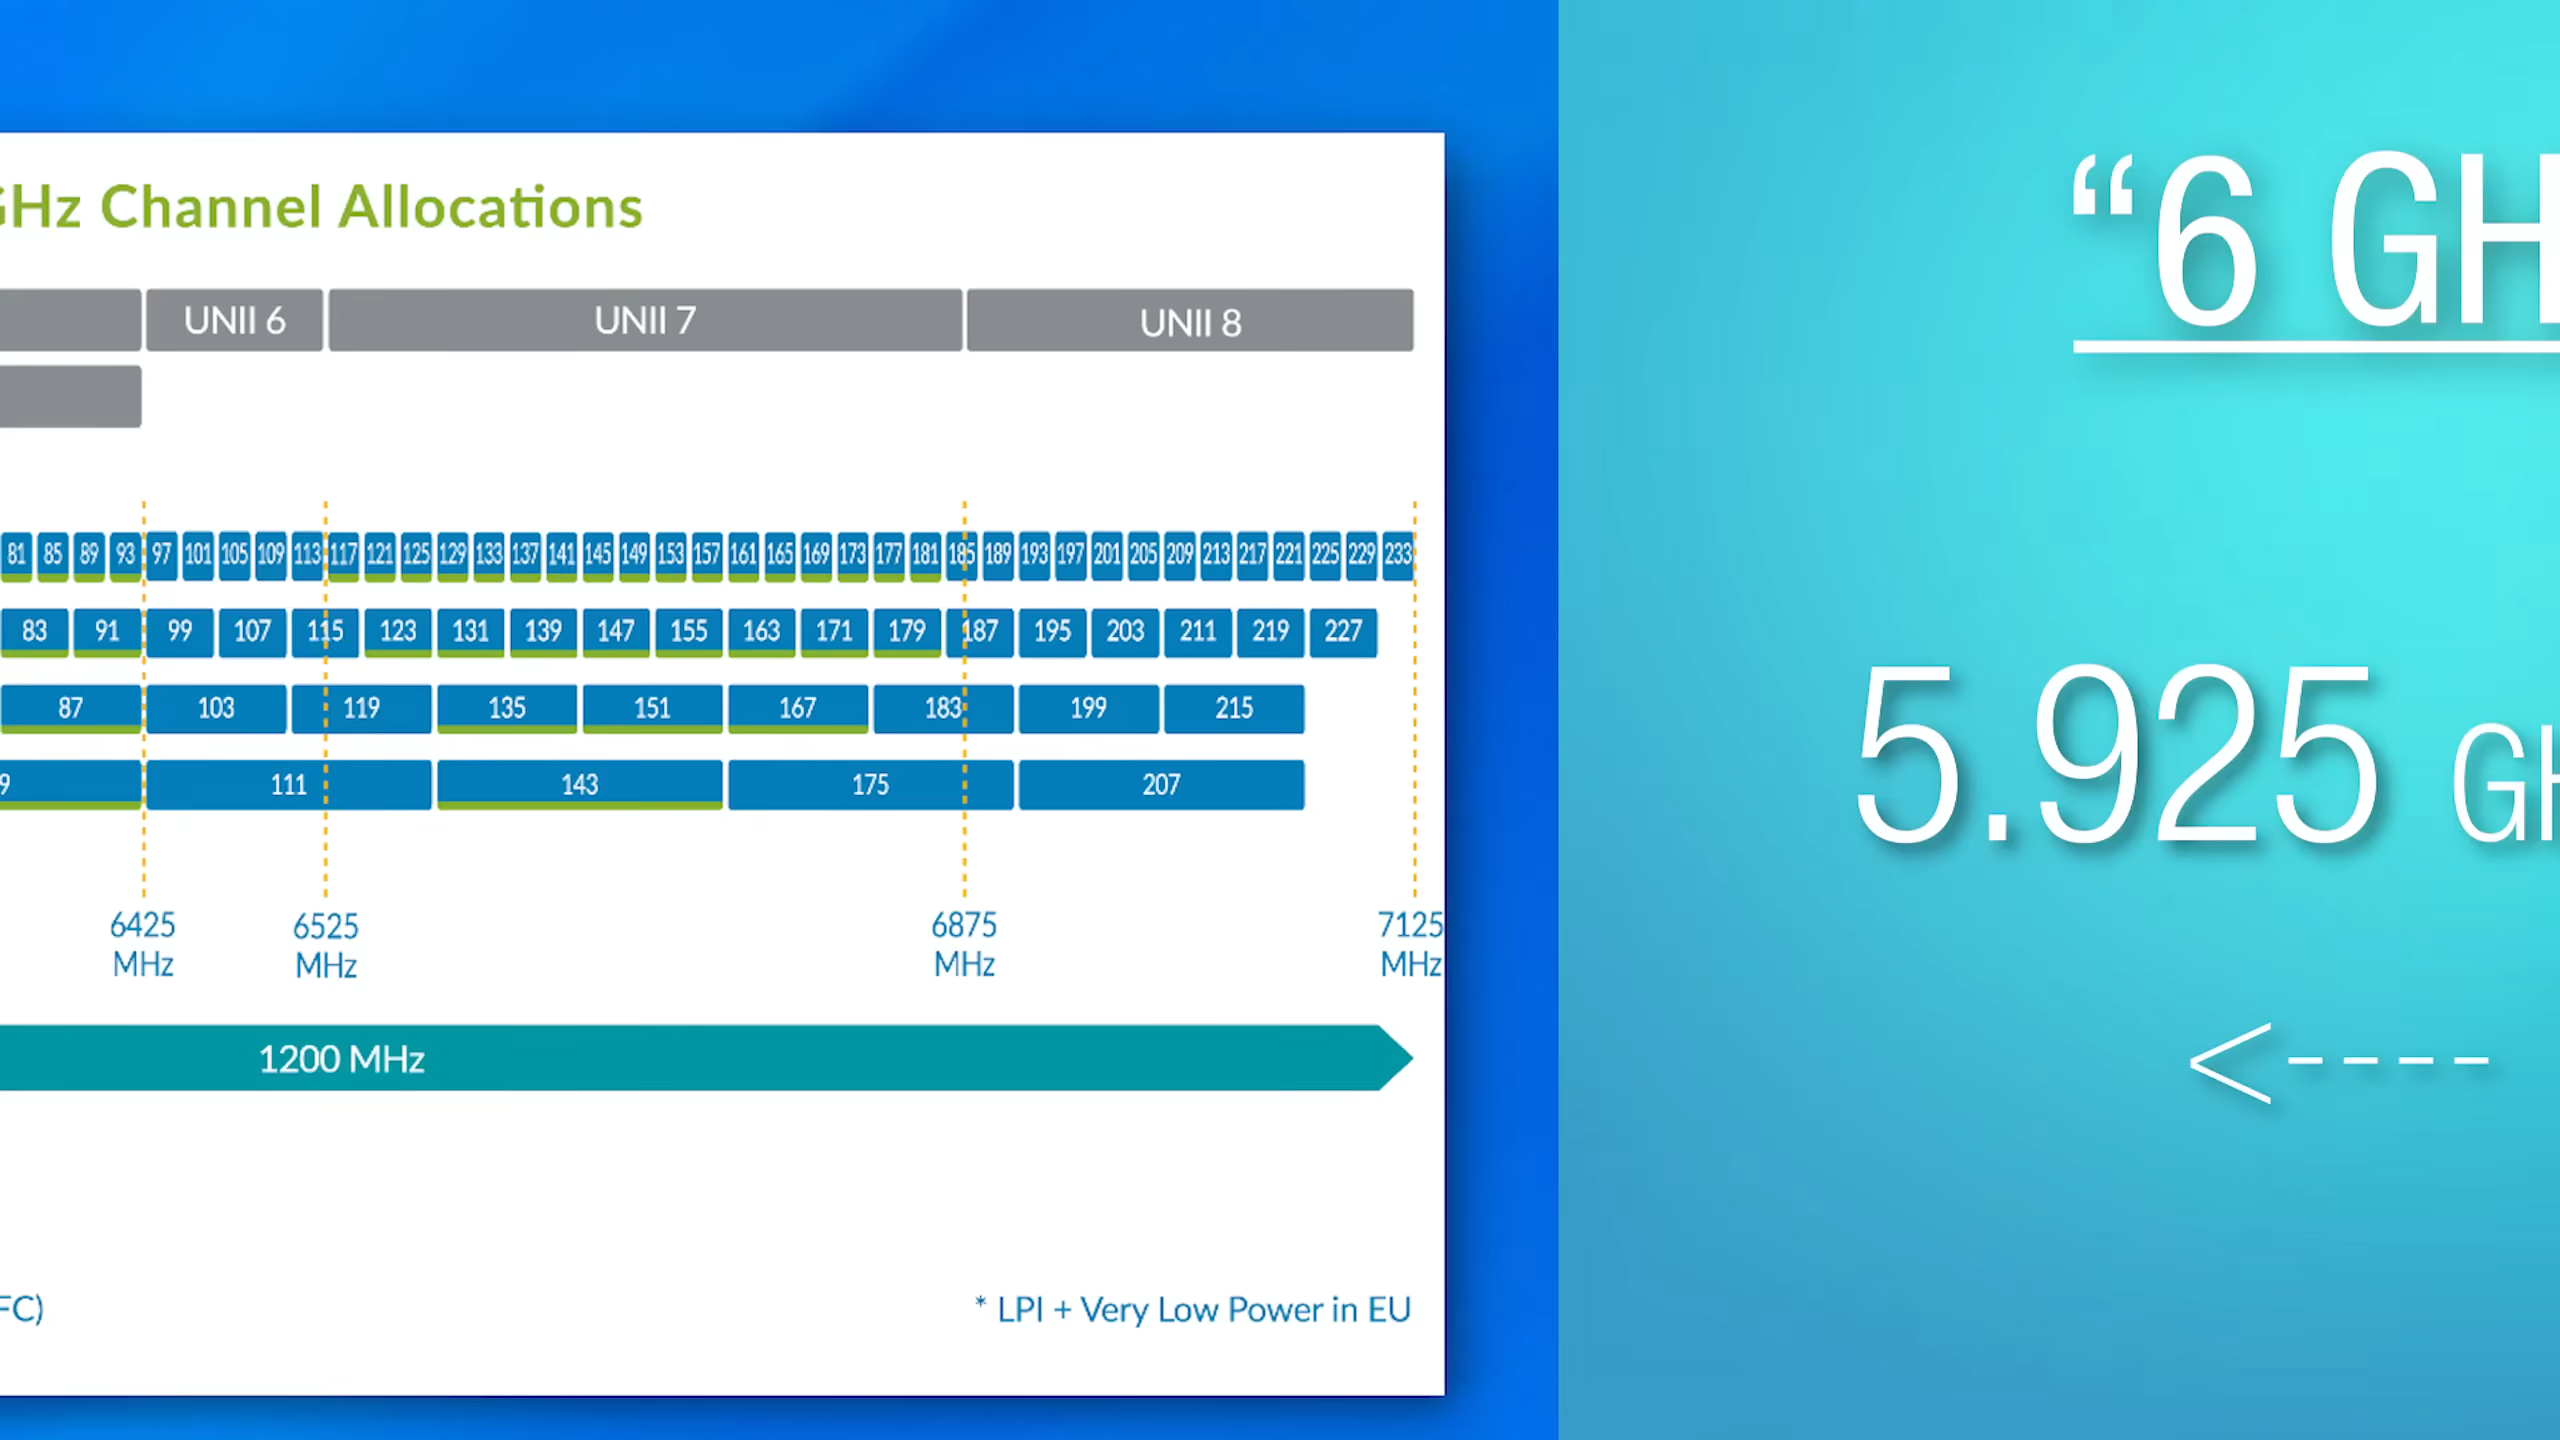 GHz Channel Allocations
UNII 6 UNII 7 UNII 8
81 85 89 93 97 101 105 109 113 117 121 125 129 133 137 141 145 149 153 157 161 165 169 173 177 181 185 189 193 197 201 205 209 213 217 221 225 229 233
83 91 99 107 115 123 131 139 147 155 163 171 179 187 195 203 211 219 227
87 103 119 135 151 167 183 199 215
9 111 143 175 207
6425 MHz
6525 MHz
6875 MHz
7125 MHz
1200 MHz
FC)
* LPI + Very Low Power in EU
“6 GH
5.925 GH
<----